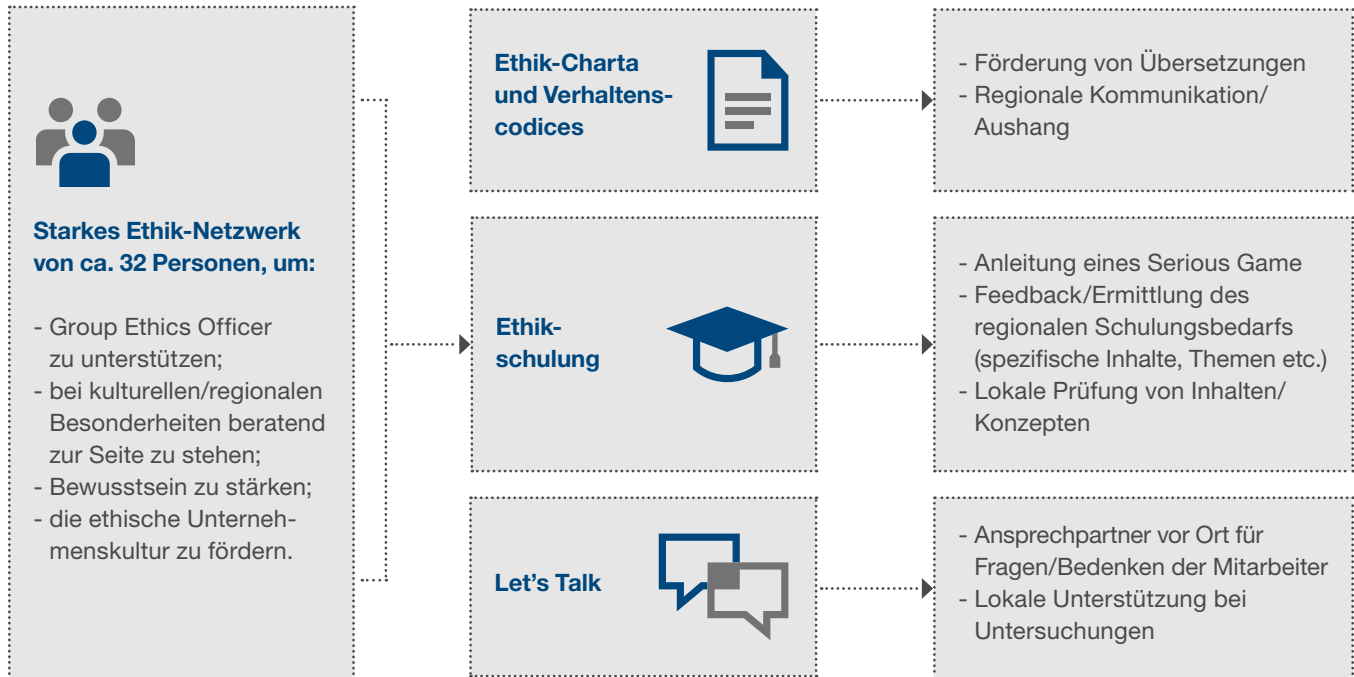 Starkes Ethik-Netzwerk
von ca. 32 Personen, um:
- Group Ethics Officer
zu unterstützen;
- bei kulturellen/regionalen
Besonderheiten beratend
zur Seite zu stehen;
- Bewusstsein zu stärken;
- die ethische Unterneh-
menskultur zu fördern.
Ethik-Charta
und Verhaltens-
codices
- Förderung von Übersetzungen
- Regionale Kommunikation/
Aushang
Ethik-
schulung
- Anleitung eines Serious Game
- Feedback/Ermittlung des
regionalen Schulungsbedarfs
(spezifische Inhalte, Themen etc.)
- Lokale Prüfung von Inhalten/
Konzepten
Let’s Talk
- Ansprechpartner vor Ort für
Fragen/Bedenken der Mitarbeiter
- Lokale Unterstützung bei
Untersuchungen